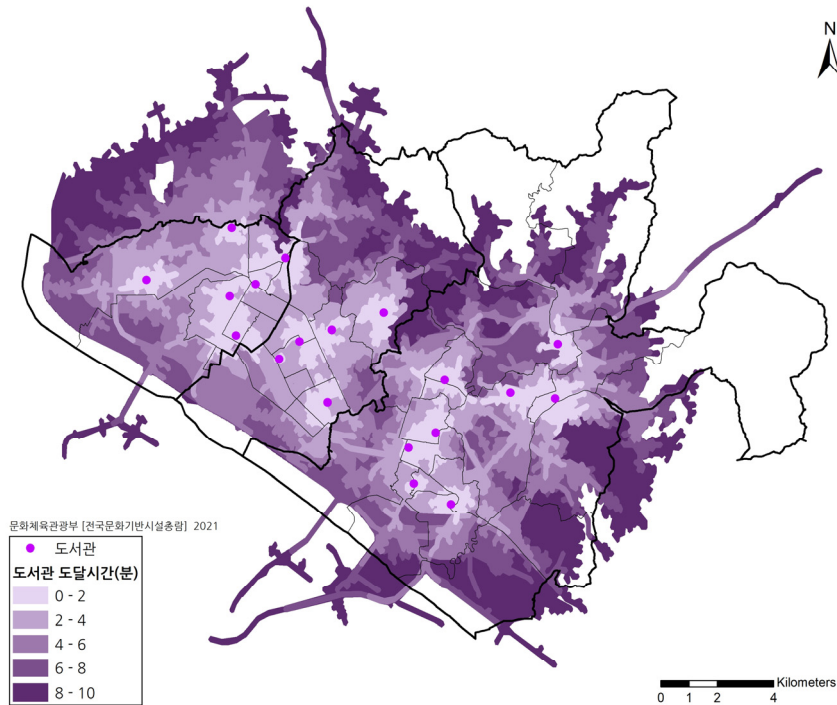 N
문화체육관광부 [전국문화기반시설총람] 2021
도서관
도서관 도달시간(분)
0 - 2
2 - 4
4 - 6
6 - 8
8 - 10
Kilometers
0 1 2 4